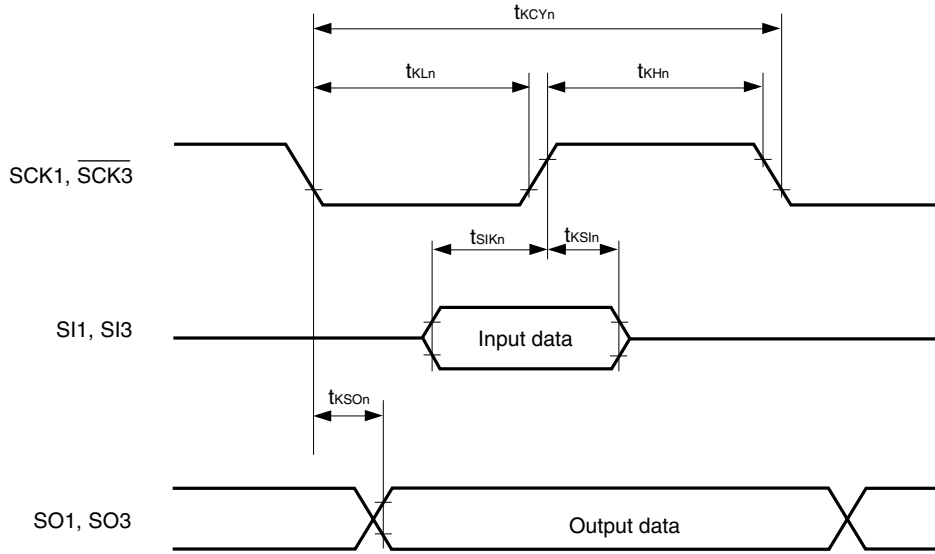 tKCYn
tKLn
tKHn
SCK1, SCK3
tSIKn
tKSIn
SI1, SI3
Input data
tKSOn
SO1, SO3
Output data